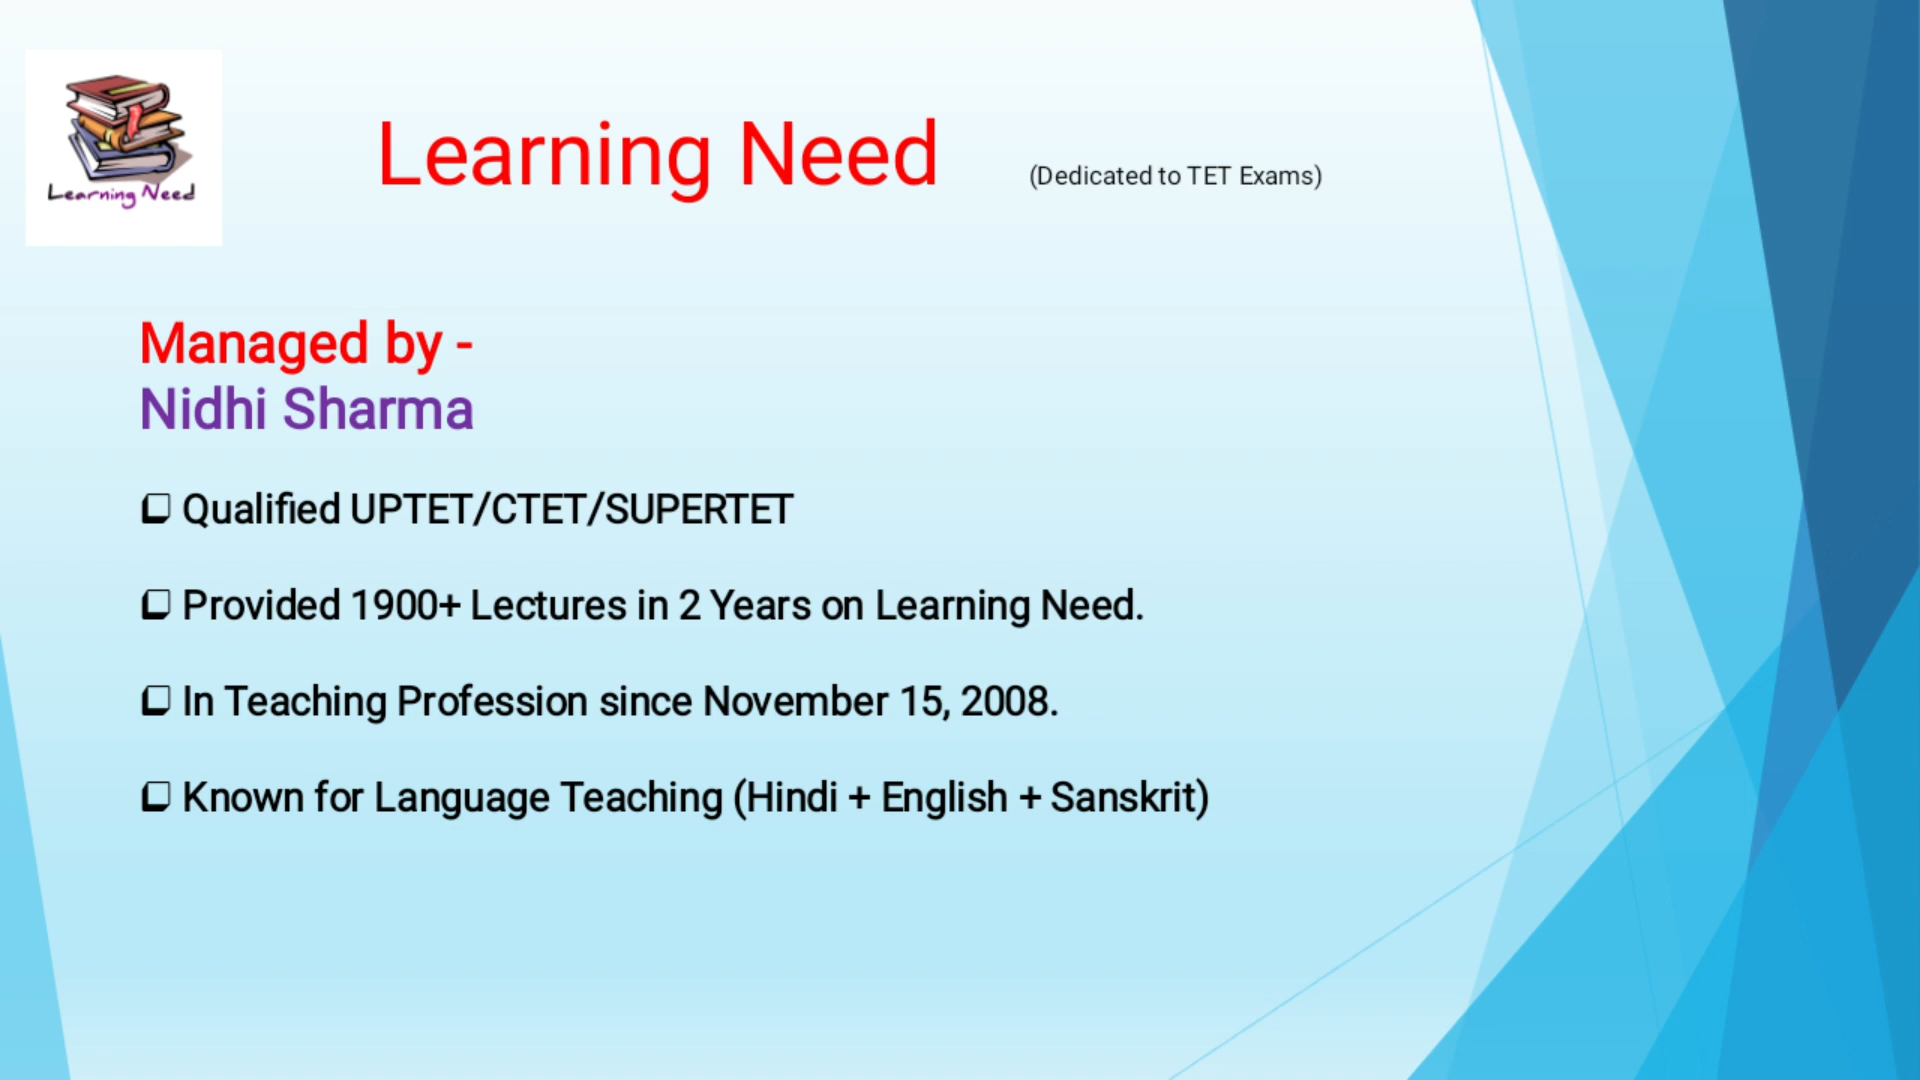 Learning Need
Learning Need (Dedicated to TET Exams)
Managed by -
Nidhi Sharma
❑ Qualified UPTET/CTET/SUPERTET
❑ Provided 1900+ Lectures in 2 Years on Learning Need.
❑ In Teaching Profession since November 15, 2008.
❑ Known for Language Teaching (Hindi + English + Sanskrit)